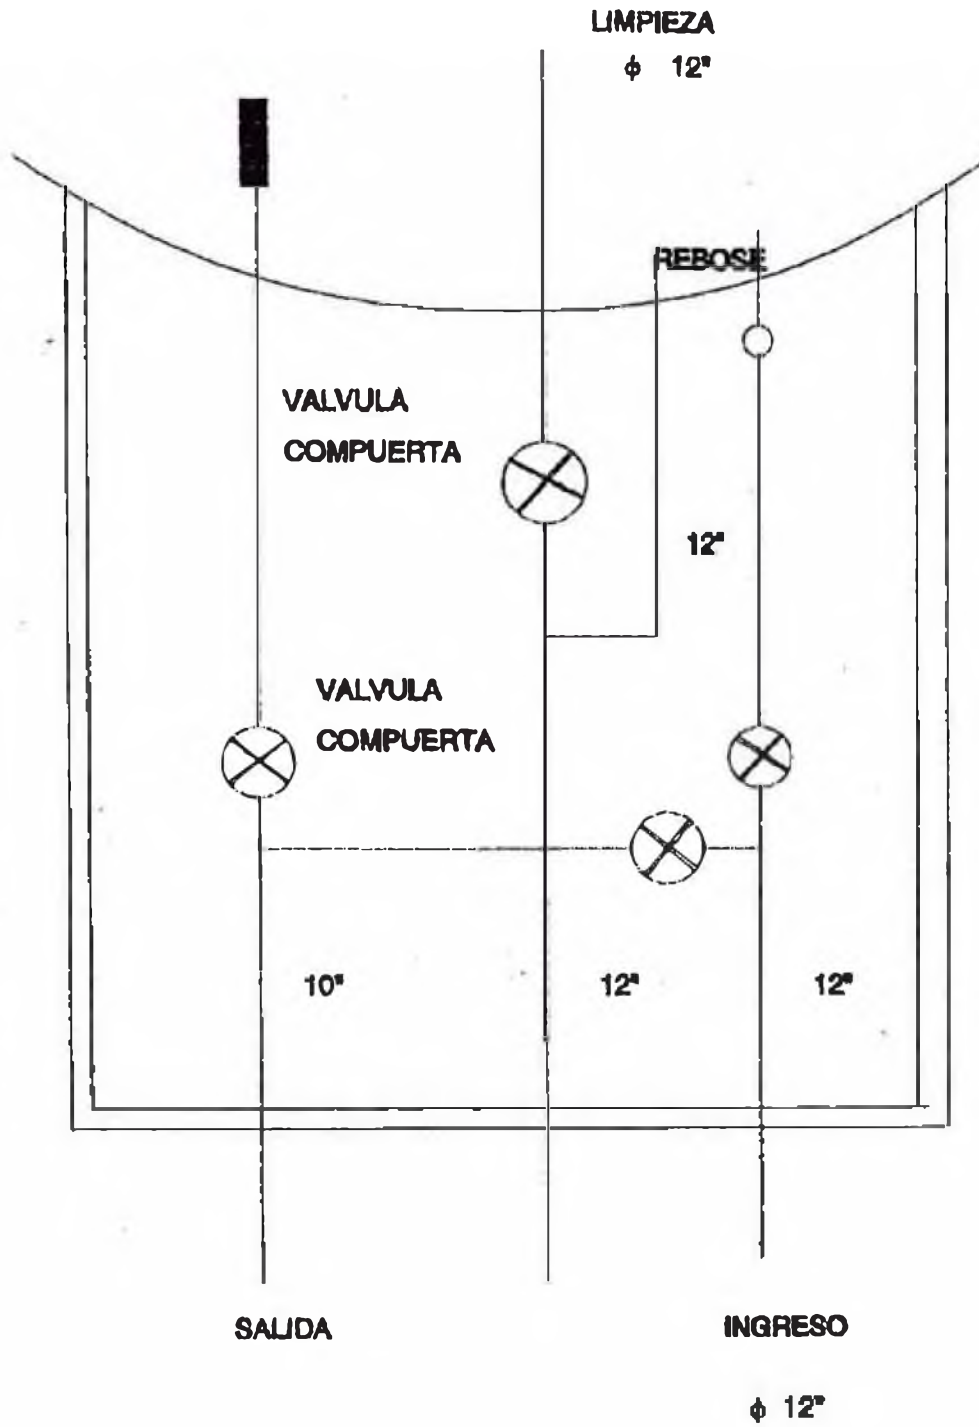 LIMPIEZA
ϕ 12"
REBOSE
VALVULA
COMPUERTA
12"
VALVULA
COMPUERTA
10"
12"
12"
SALIDA
INGRESO
ϕ 12"